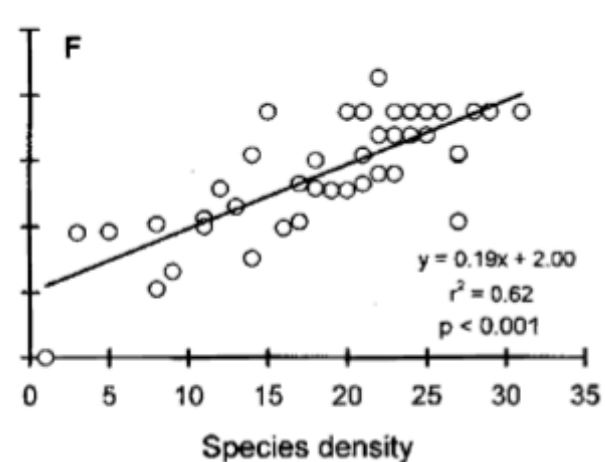 F
y = 0.19x + 2.00
r² = 0.62
p < 0.001
0 5 10 15 20 25 30 35
Species density